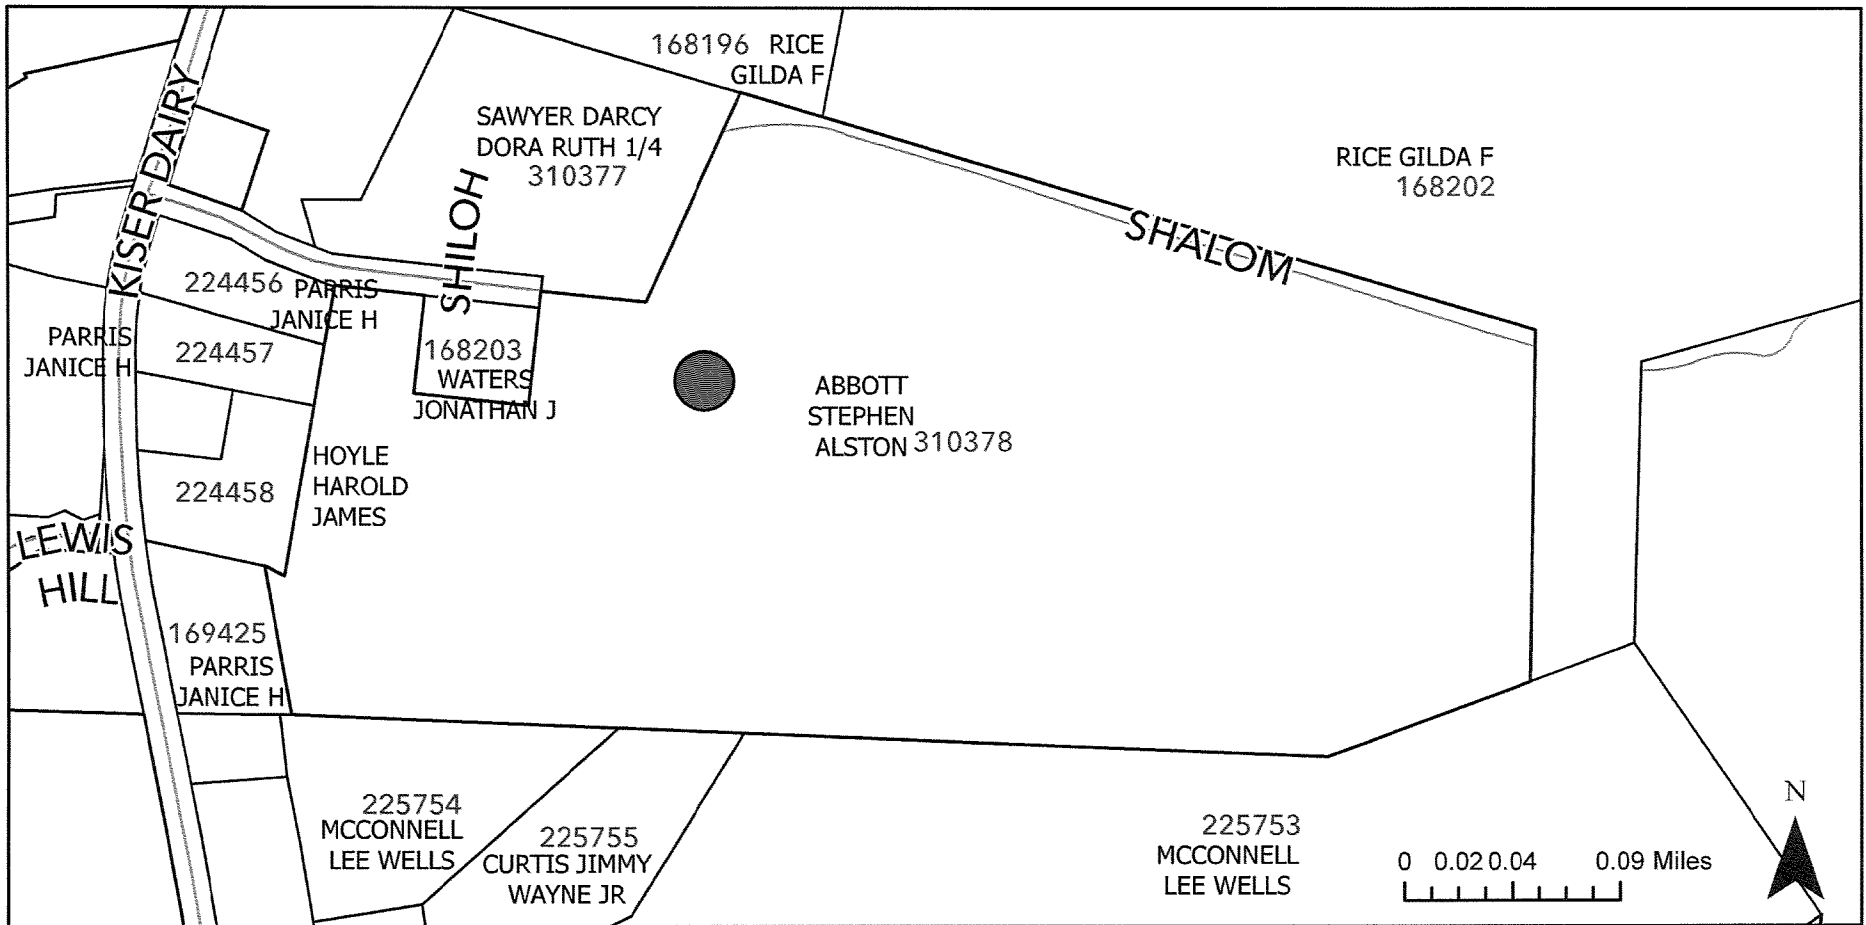 168196 RICE
GILDA F
SAWYER DARCY
DORA RUTH 1/4
310377
RICE GILDA F
168202
KISER DAIRY
SHILOH
SHALOM
224456 PARRIS
JANICE H
PARRIS
JANICE H
224457
168203
WATERS
JONATHAN J
ABBOTT
STEPHEN
ALSTON 310378
HOYLE
HAROLD
JAMES
224458
LEWIS
HILL
169425
PARRIS
JANICE H
225754
MCCONNELL
LEE WELLS
225755
CURTIS JIMMY
WAYNE JR
225753
MCCONNELL
LEE WELLS
N
0 0.02 0.04 0.09 Miles